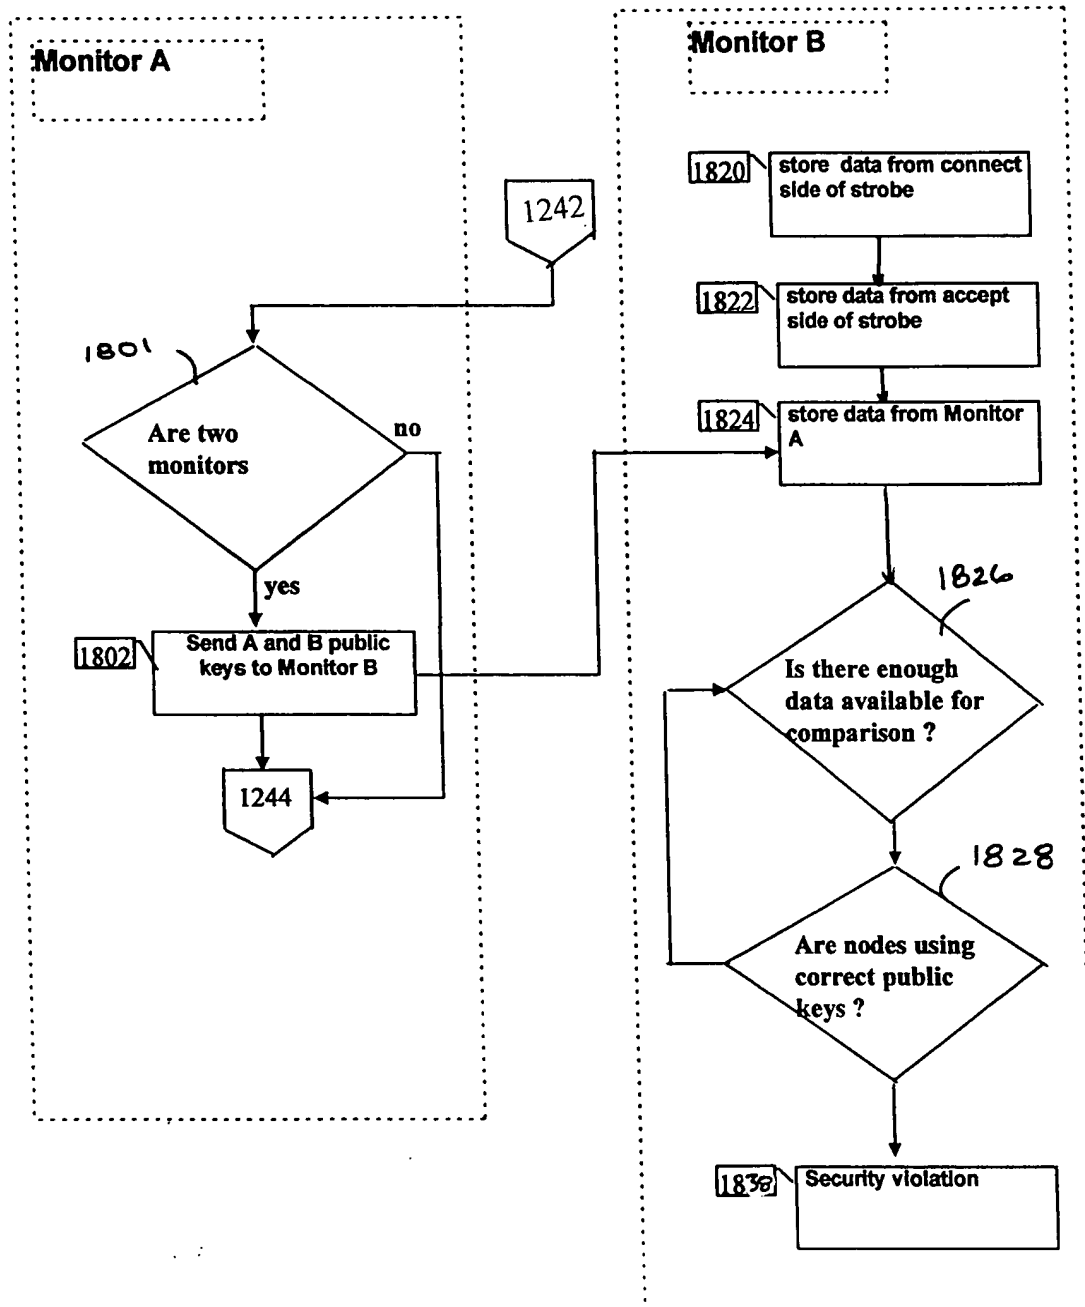 Monitor A
1242
1801
Are two
monitors
no
yes
1802
Send A and B public
keys to Monitor B
1244
Monitor B
1820
store data from connect
side of strobe
1822
store data from accept
side of strobe
1824
store data from Monitor
A
1826
Is there enough
data available for
comparison ?
1828
Are nodes using
correct public
keys ?
1838
Security violation